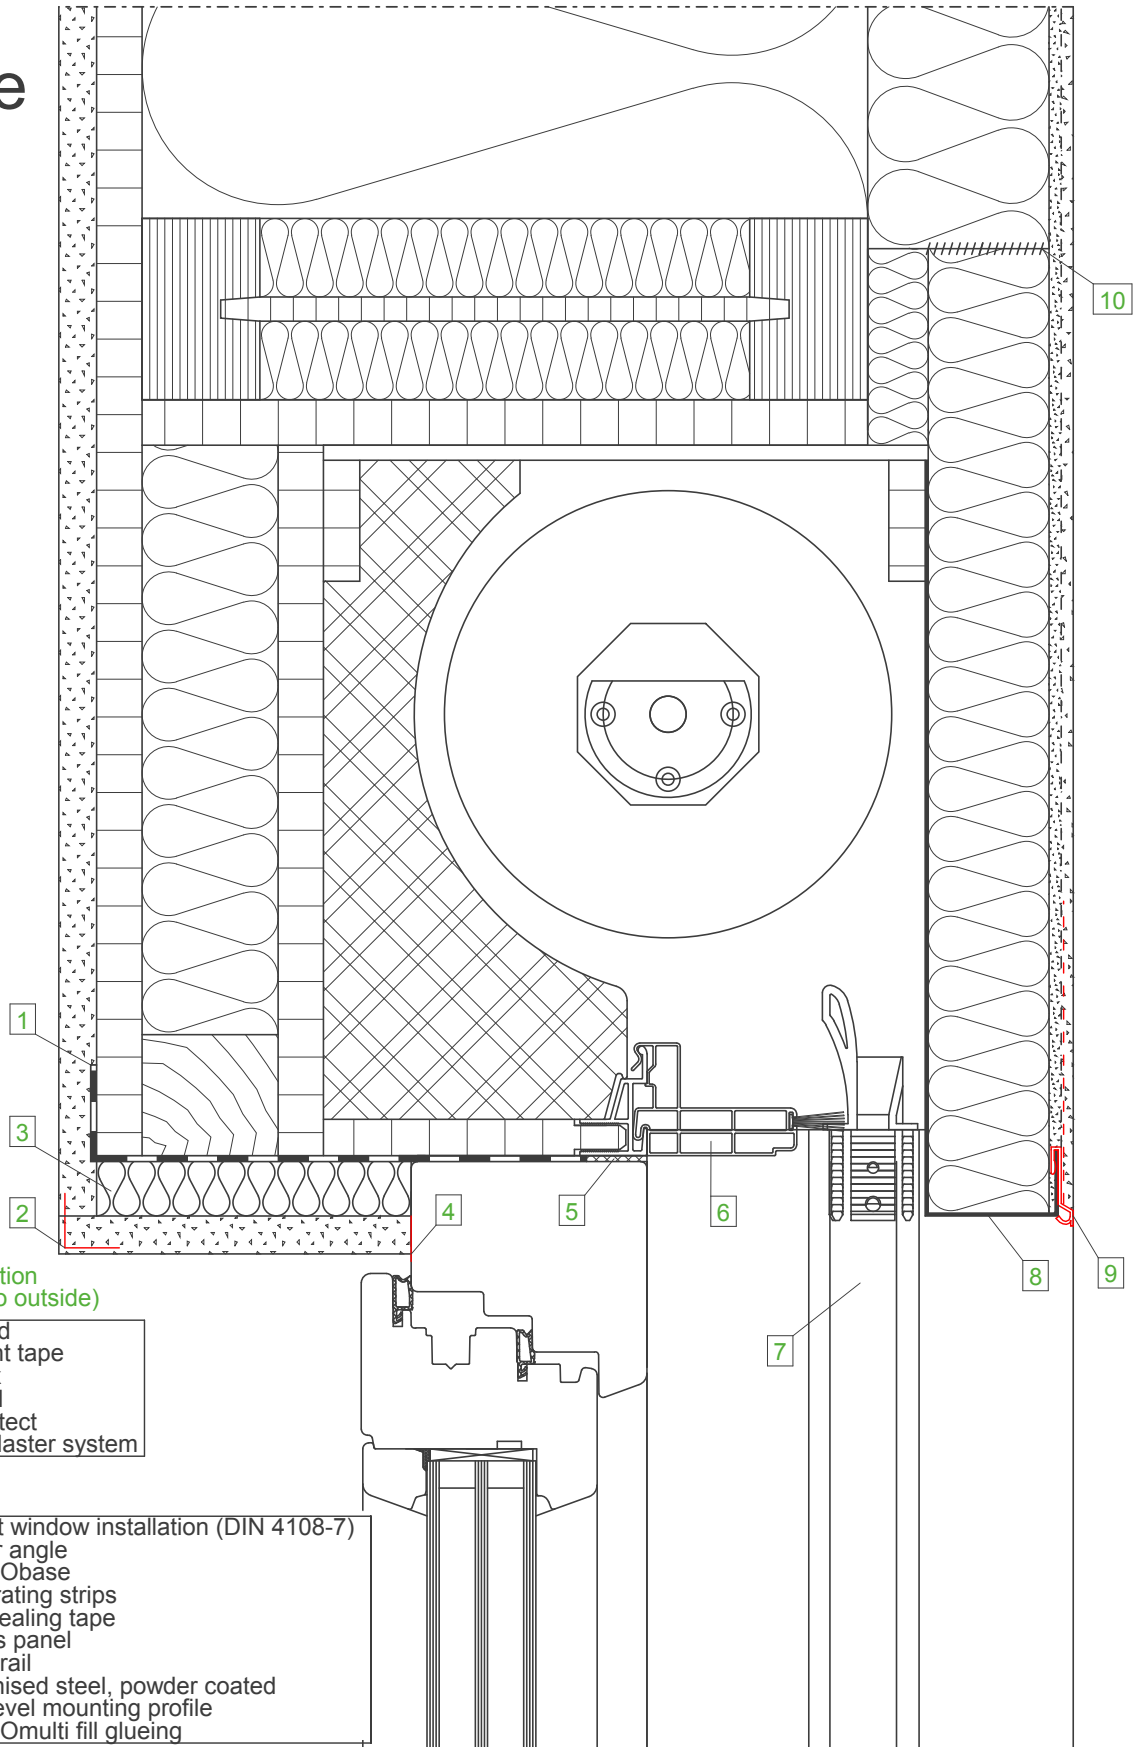 e
10
1
3
2
4
5
6
8
9
7
tion
o outside)
d
nt tape
t
l
tect
laster system
t window installation (DIN 4108-7)
r angle
Obase
rating strips
ealing tape
s panel
rail
nised steel, powder coated
evel mounting profile
Omulti fill glueing